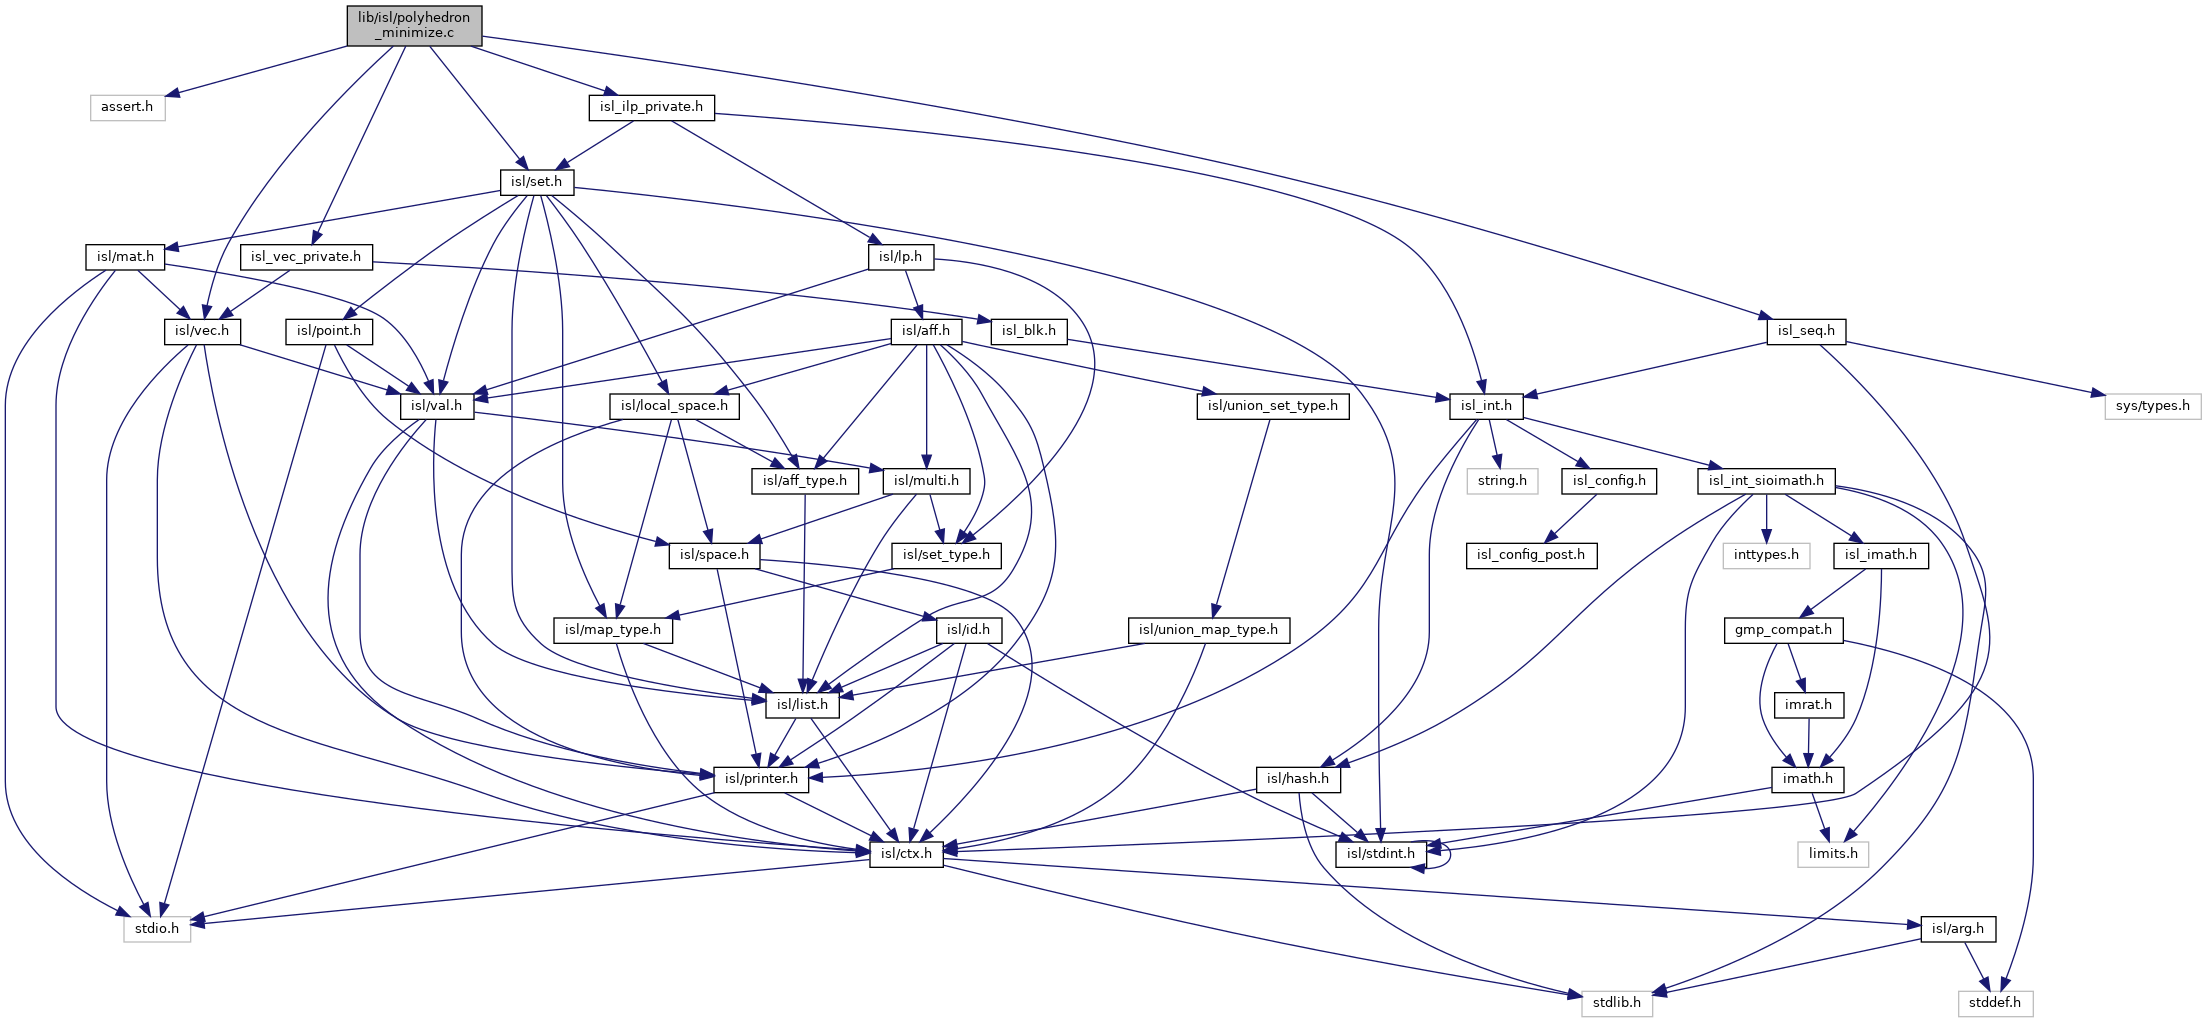 lib/isl/polyhedron
_minimize.c
assert.h
isl_ilp_private.h
isl/set.h
isl/mat.h
isl_vec_private.h
isl/lp.h
isl/vec.h
isl/point.h
isl/aff.h
isl_blk.h
isl_seq.h
isl/val.h
isl/local_space.h
isl/union_set_type.h
isl_int.h
sys/types.h
isl/aff_type.h
isl/multi.h
string.h
isl_config.h
isl_int_sioimath.h
isl/space.h
isl/set_type.h
isl_config_post.h
inttypes.h
isl_imath.h
isl/map_type.h
isl/id.h
isl/union_map_type.h
gmp_compat.h
isl/list.h
imrat.h
isl/printer.h
isl/hash.h
imath.h
isl/ctx.h
isl/stdint.h
limits.h
stdio.h
isl/arg.h
stdlib.h
stddef.h